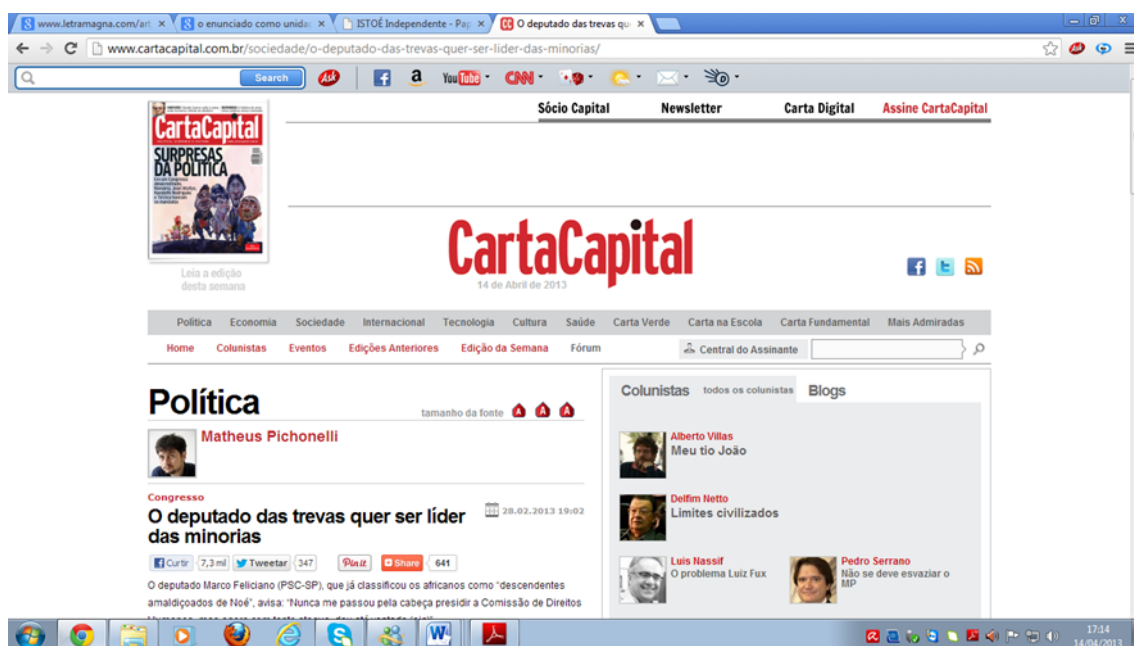 www.letramagna.com/art
o enunciado como unidad
ISTOÉ Independente - Pap
O deputado das trevas qu
www.cartacapital.com.br/sociedade/o-deputado-das-trevas-quer-ser-lider-das-minorias/
Search
Ask
You Tube
CNN
Sócio Capital
Newsletter
Carta Digital
Assine CartaCapital
CartaCapital
SURPRESAS
DA POLÍTICA
Leia a edição
desta semana
CartaCapital
14 de Abril de 2013
Política Economia Sociedade Internacional Tecnologia Cultura Saúde Carta Verde Carta na Escola Carta Fundamental Mais Admiradas
Home Colunistas Eventos Edições Anteriores Edição da Semana Fórum
Central do Assinante
Política
tamanho da fonte A A A
Matheus Pichonelli
Congresso
O deputado das trevas quer ser líder
das minorias
28.02.2013 19:02
Curtir 7,3 mil Tweetar 347 Pin it Share 641
O deputado Marco Feliciano (PSC-SP), que já classificou os africanos como "descendentes
amaldiçoados de Noé", avisa: "Nunca me passou pela cabeça presidir a Comissão de Direitos
Colunistas todos os colunistas Blogs
Alberto Villas
Meu tio João
Delfim Netto
Limites civilizados
Luis Nassif
O problema Luiz Fux
Pedro Serrano
Não se deve esvaziar o
MP
17:14
14/04/2013